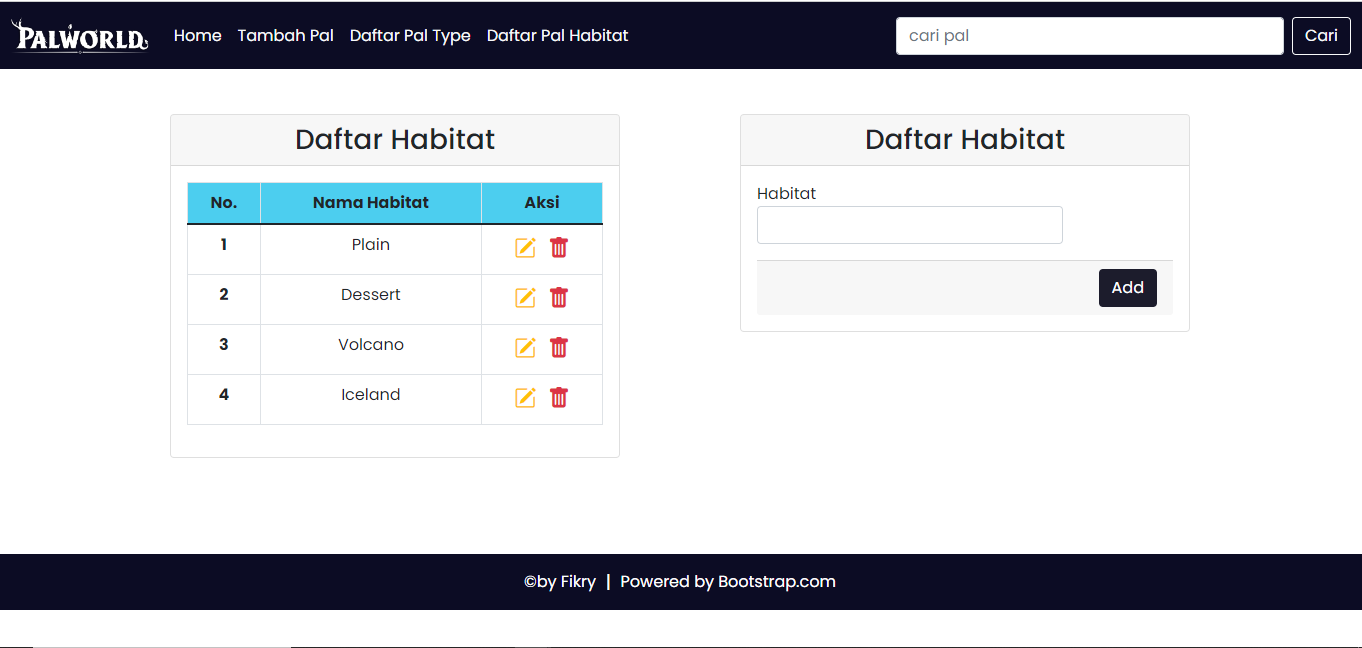 PALWORLD Home Tambah Pal Daftar Pal Type Daftar Pal Habitat cari pal Cari
Daftar Habitat
No. Nama Habitat Aksi
1 Plain
2 Dessert
3 Volcano
4 Iceland
Daftar Habitat
Habitat
Add
©by Fikry | Powered by Bootstrap.com